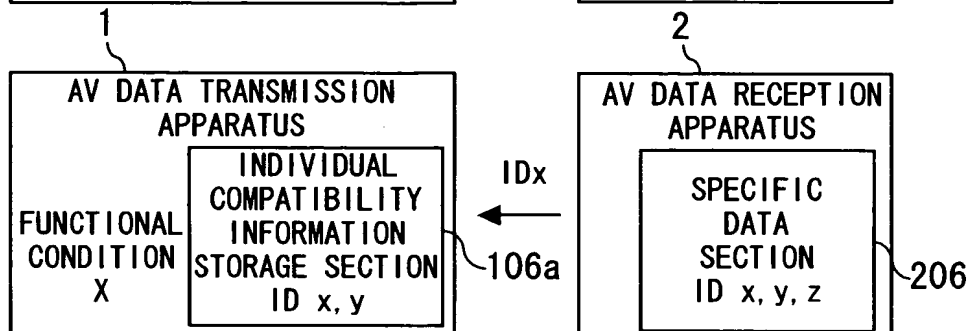 1
2
AV DATA TRANSMISSION
APPARATUS
FUNCTIONAL
CONDITION
X
INDIVIDUAL
COMPATIBILITY
INFORMATION
STORAGE SECTION
ID x, y
106a
IDx
AV DATA RECEPTION
APPARATUS
SPECIFIC
DATA
SECTION
ID x, y, z
206